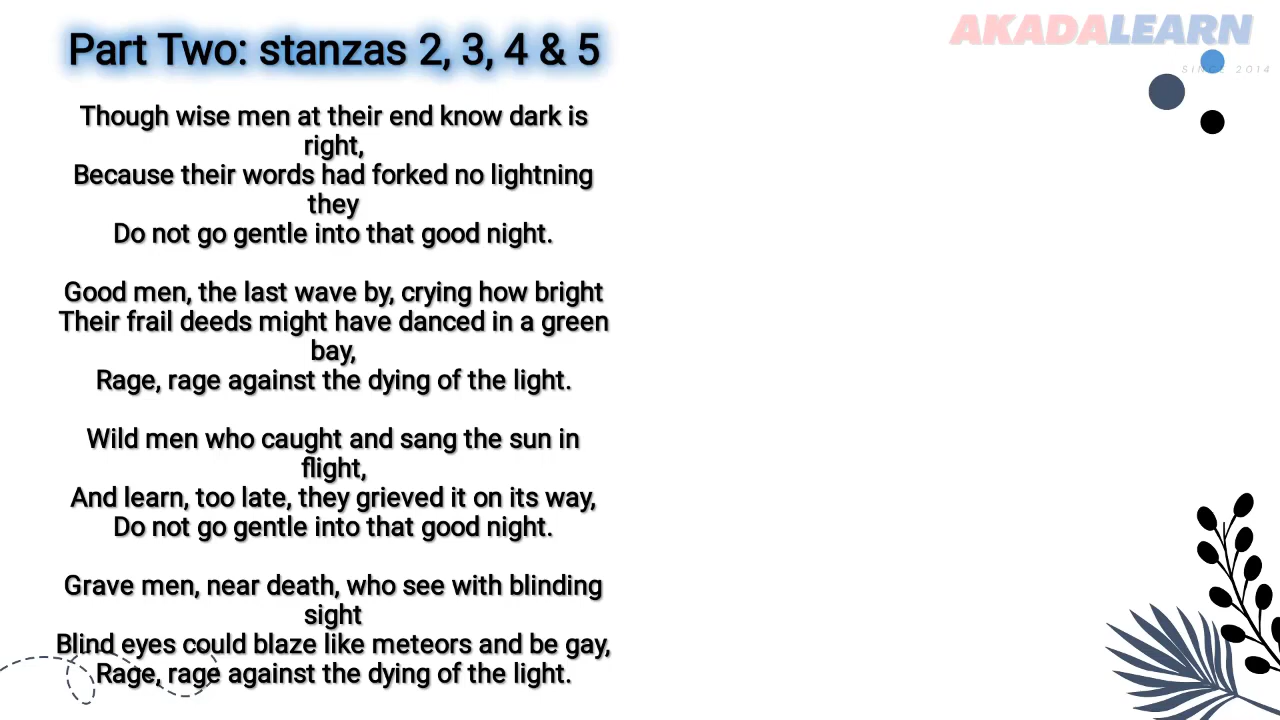 Part Two: stanzas 2, 3, 4 & 5
AKADALEARN
SINCE 2014
Though wise men at their end know dark is
right,
Because their words had forked no lightning
they
Do not go gentle into that good night.
Good men, the last wave by, crying how bright
Their frail deeds might have danced in a green
bay,
Rage, rage against the dying of the light.
Wild men who caught and sang the sun in
flight,
And learn, too late, they grieved it on its way,
Do not go gentle into that good night.
Grave men, near death, who see with blinding
sight
Blind eyes could blaze like meteors and be gay,
Rage, rage against the dying of the light.